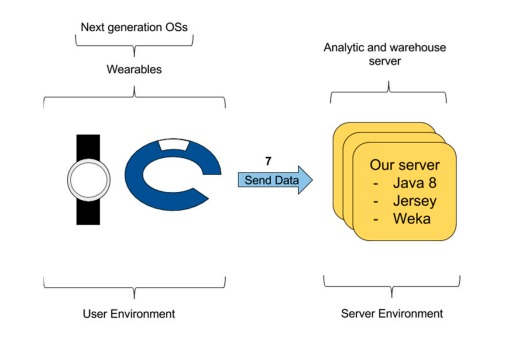 Next generation OSs
Wearables
Analytic and warehouse
server
7
Send Data
Our server
- Java 8
- Jersey
- Weka
User Environment
Server Environment